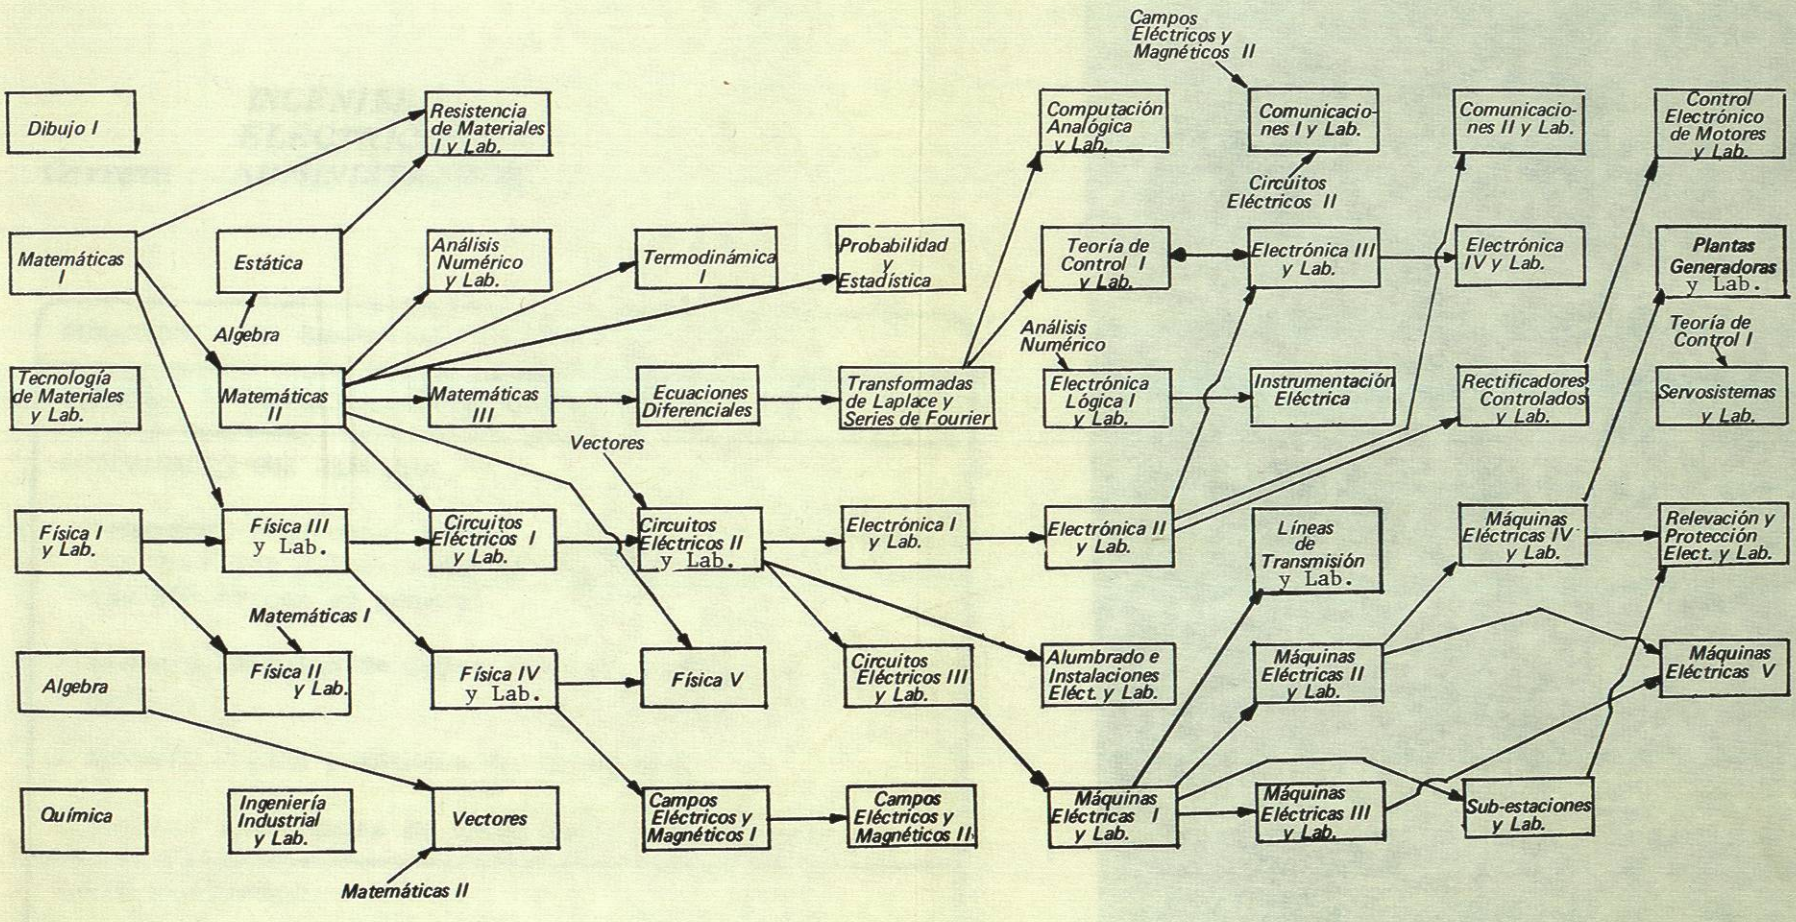 Campos
Eléctricos y
Magnéticos II
Dibujo I
Resistencia
de Materiales
I y Lab.
Computación
Analógica
y Lab.
Comunicacio-
nes I y Lab.
Comunicacio-
nes II y Lab.
Control
Electrónico
de Motores
y Lab.
Circuitos
Eléctricos II
Matemáticas
I
Estática
Análisis
Numérico
y Lab.
Termodinámica
I
Probabilidad
y
Estadística
Teoría de
Control I
y Lab.
Electrónica III
y Lab.
Electrónica
IV y Lab.
Plantas
Generadoras
y Lab.
Algebra
Análisis
Numérico
Teoría de
Control I
Tecnología
de Materiales
y Lab.
Matemáticas
II
Matemáticas
III
Ecuaciones
Diferenciales
Transformadas
de Laplace y
Series de Fourier
Electrónica
Lógica I
y Lab.
Instrumentación
Eléctrica
Rectificadores
Controlados
y Lab.
Servosistemas
y Lab.
Vectores
Física I
y Lab.
Física III
y Lab.
Circuitos
Eléctricos I
y Lab.
Circuitos
Eléctricos II
y Lab.
Electrónica I
y Lab.
Electrónica II
y Lab.
Líneas
de
Transmisión
y Lab.
Máquinas
Eléctricas IV
y Lab.
Relevación y
Protección
Elect. y Lab.
Matemáticas I
Algebra
Física II
y Lab.
Física IV
y Lab.
Física V
Circuitos
Eléctricos III
y Lab.
Alumbrado e
Instalaciones
Eléct. y Lab.
Máquinas
Eléctricas II
y Lab.
Máquinas
Eléctricas V
Química
Ingeniería
Industrial
y Lab.
Vectores
Campos
Eléctricos y
Magnéticos I
Campos
Eléctricos y
Magnéticos II
Máquinas
Eléctricas I
y Lab.
Máquinas
Eléctricas III
y Lab.
Sub-estaciones
y Lab.
Matemáticas II